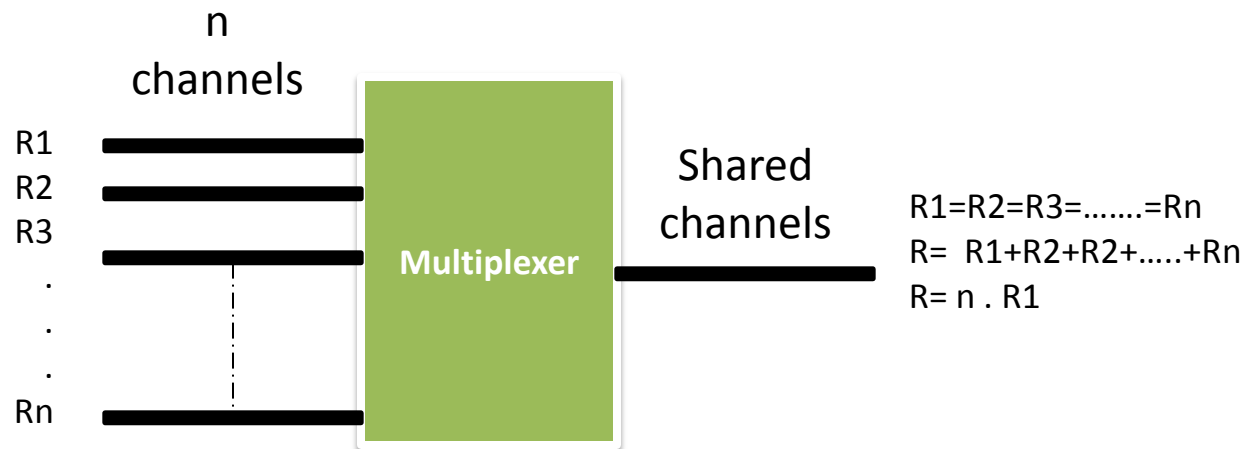 n
channels
R1
R2
R3
.
.
.
Rn
Multiplexer
Shared
channels
R1=R2=R3=.......=Rn
R= R1+R2+R2+.....+Rn
R= n . R1